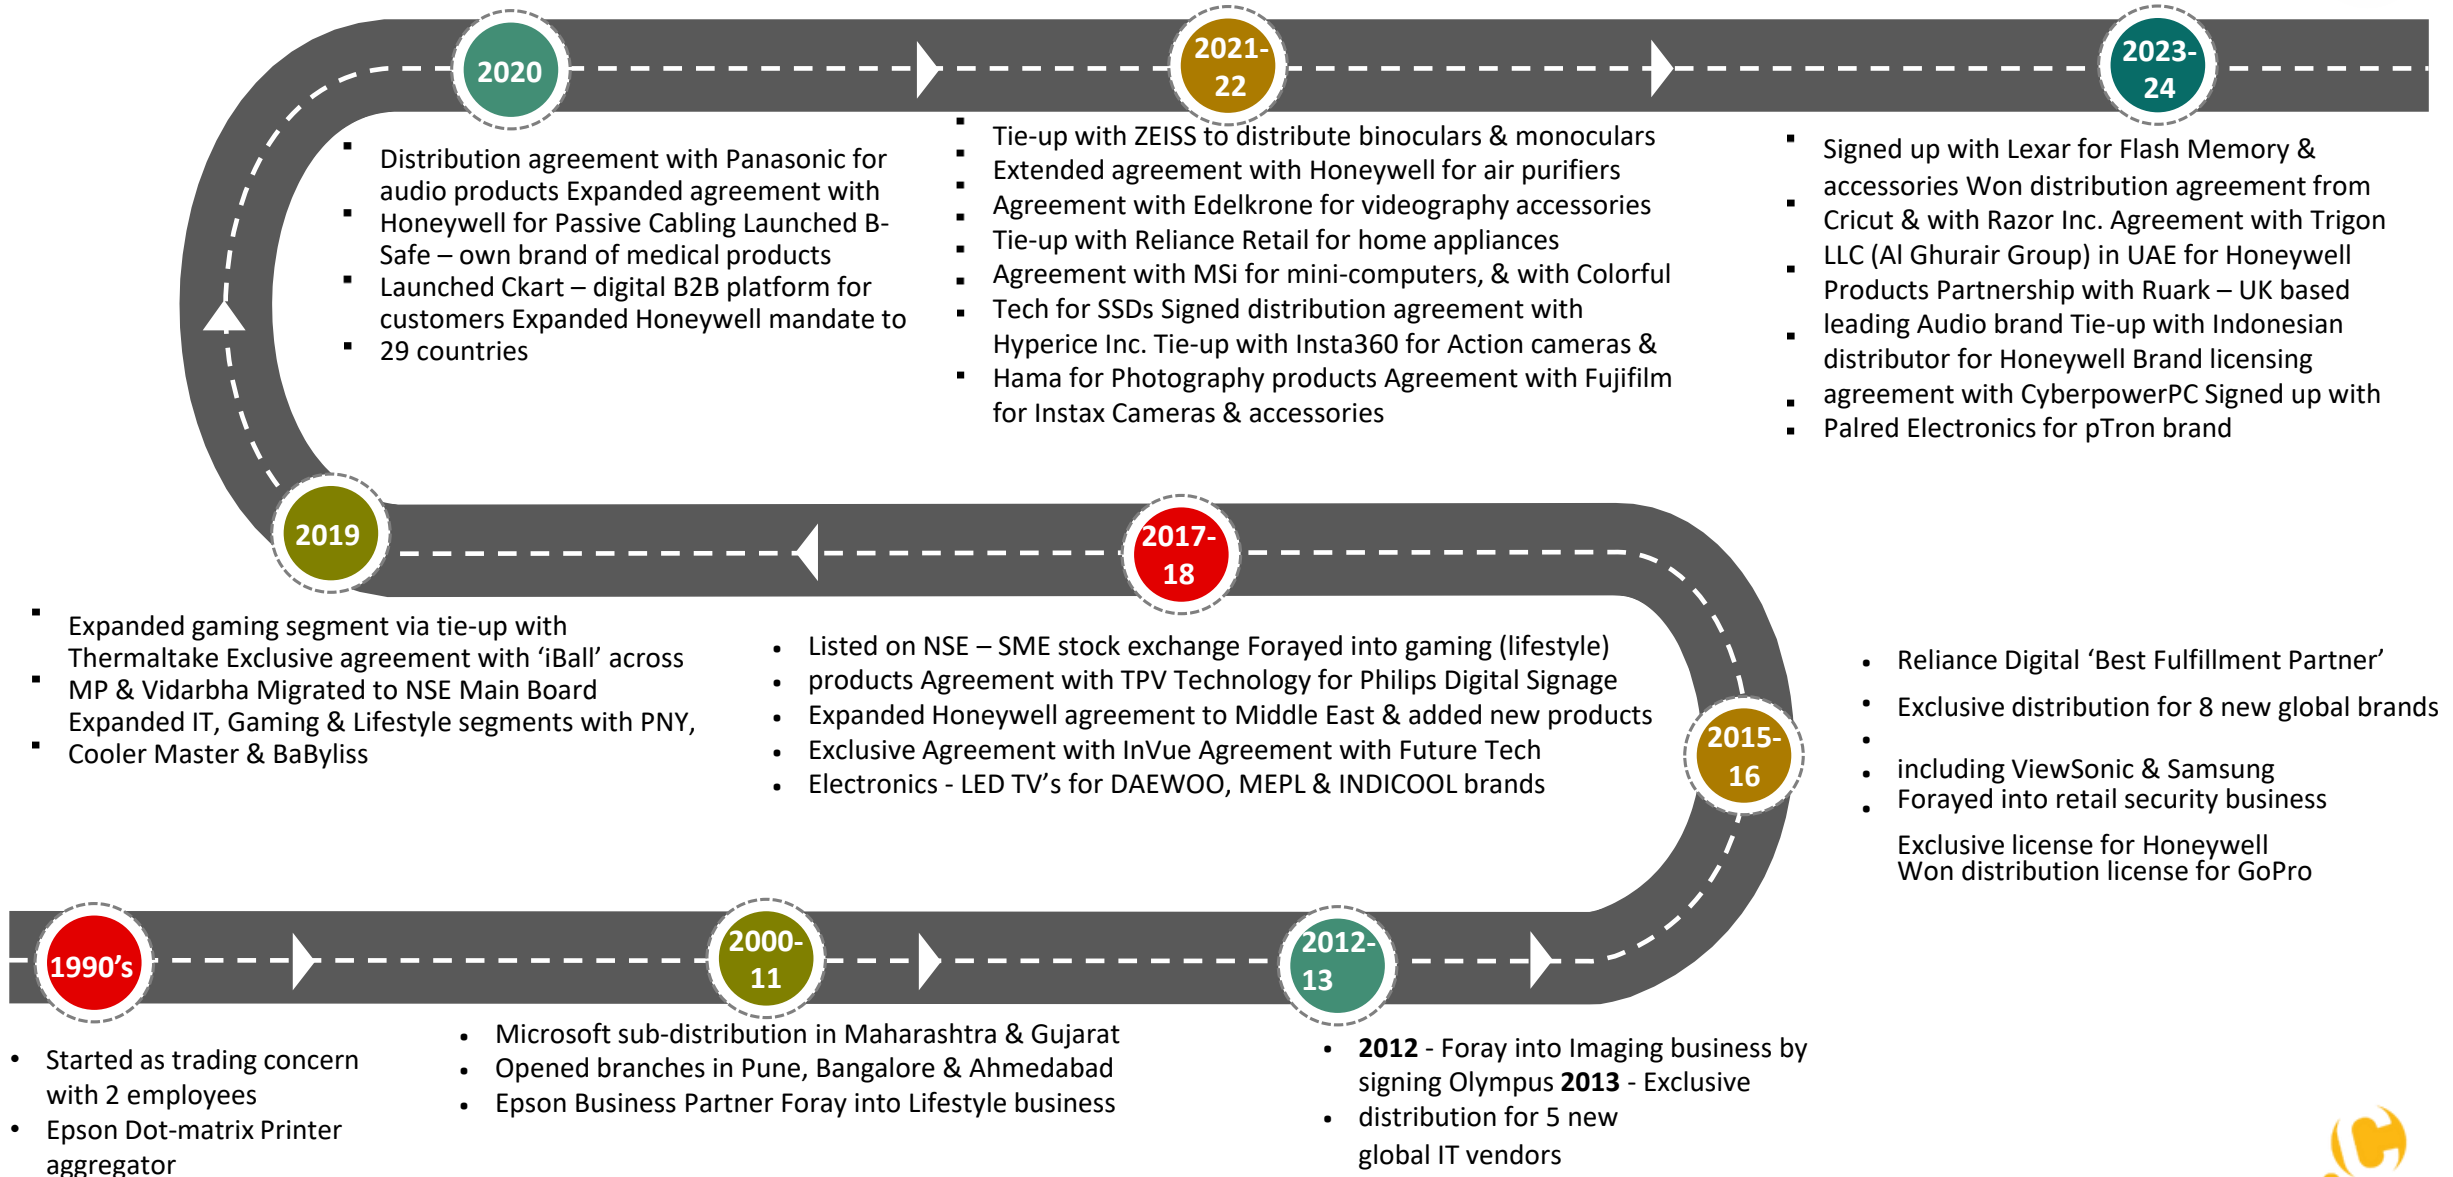 2020
2021-
22
2023-
24
▪ Distribution agreement with Panasonic for
audio products Expanded agreement with
▪ Honeywell for Passive Cabling Launched B-
Safe – own brand of medical products
▪ Launched Ckart – digital B2B platform for
customers Expanded Honeywell mandate to
▪ 29 countries
▪ Tie-up with ZEISS to distribute binoculars & monoculars
▪ Extended agreement with Honeywell for air purifiers
▪ Agreement with Edelkrone for videography accessories
▪ Tie-up with Reliance Retail for home appliances
▪ Agreement with MSi for mini-computers, & with Colorful
▪ Tech for SSDs Signed distribution agreement with
Hyperice Inc. Tie-up with Insta360 for Action cameras &
▪ Hama for Photography products Agreement with Fujifilm
for Instax Cameras & accessories
▪ Signed up with Lexar for Flash Memory &
accessories Won distribution agreement from
▪ Cricut & with Razor Inc. Agreement with Trigon
LLC (Al Ghurair Group) in UAE for Honeywell
▪ Products Partnership with Ruark – UK based
leading Audio brand Tie-up with Indonesian
▪ distributor for Honeywell Brand licensing
▪ agreement with CyberpowerPC Signed up with
▪ Palred Electronics for pTron brand
2019
2017-
18
▪ Expanded gaming segment via tie-up with
Thermaltake Exclusive agreement with ‘iBall’ across
▪ MP & Vidarbha Migrated to NSE Main Board
Expanded IT, Gaming & Lifestyle segments with PNY,
▪ Cooler Master & BaByliss
• Listed on NSE – SME stock exchange Forayed into gaming (lifestyle)
• products Agreement with TPV Technology for Philips Digital Signage
• Expanded Honeywell agreement to Middle East & added new products
• Exclusive Agreement with InVue Agreement with Future Tech
• Electronics - LED TV’s for DAEWOO, MEPL & INDICOOL brands
2015-
16
• Reliance Digital ‘Best Fulfillment Partner’
• Exclusive distribution for 8 new global brands
• including ViewSonic & Samsung
• Forayed into retail security business
Exclusive license for Honeywell
Won distribution license for GoPro
1990’s
2000-
11
2012-
13
• Started as trading concern
with 2 employees
• Epson Dot-matrix Printer
aggregator
• Microsoft sub-distribution in Maharashtra & Gujarat
• Opened branches in Pune, Bangalore & Ahmedabad
• Epson Business Partner Foray into Lifestyle business
• 2012 - Foray into Imaging business by
signing Olympus 2013 - Exclusive
• distribution for 5 new
global IT vendors